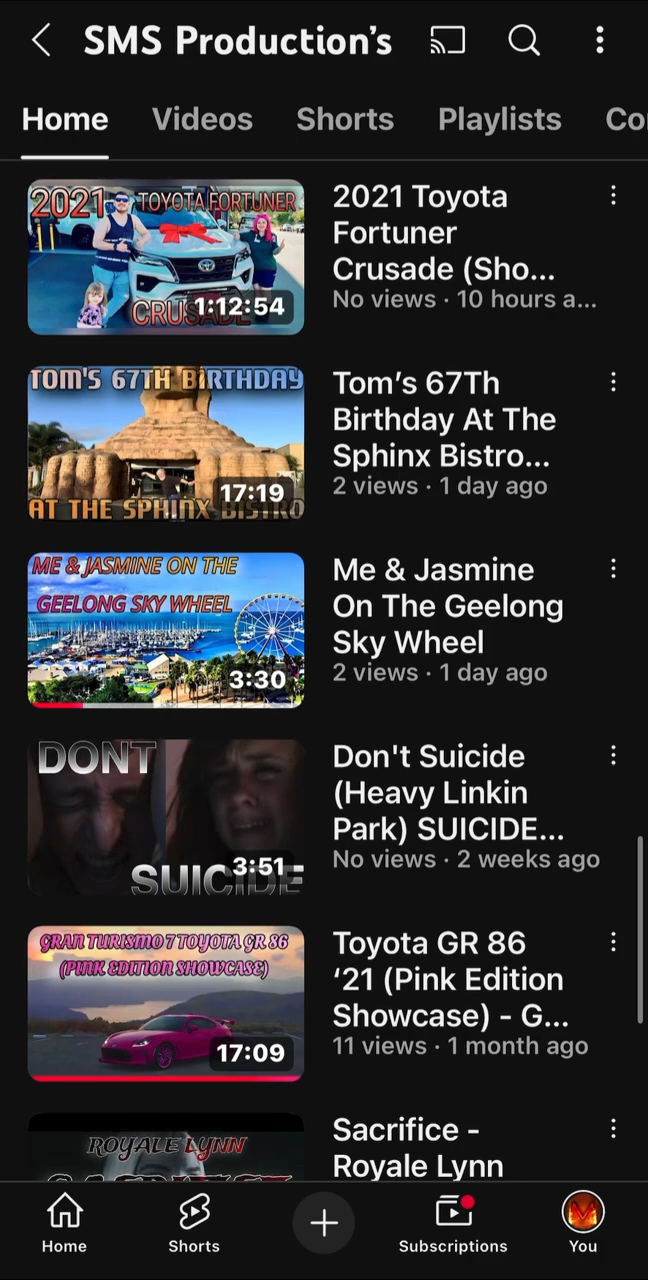 SMS Production's
Home Videos Shorts Playlists Co
2021 TOYOTA FORTUNER
CRUSADE
1:12:54
2021 Toyota
Fortuner
Crusade (Sho...
No views · 10 hours a...
TOM'S 67TH BIRTHDAY
AT THE SPHINX BISTRO
17:19
Tom's 67Th
Birthday At The
Sphinx Bistro...
2 views · 1 day ago
ME & JASMINE ON THE
GEELONG SKY WHEEL
3:30
Me & Jasmine
On The Geelong
Sky Wheel
2 views · 1 day ago
DONT
SUICIDE
3:51
Don't Suicide
(Heavy Linkin
Park) SUICIDE...
No views · 2 weeks ago
GRAN TURISMO 7 TOYOTA GR 86
(PINK EDITION SHOWCASE)
17:09
Toyota GR 86
‘21 (Pink Edition
Showcase) - G...
11 views · 1 month ago
ROYALE LYNN
Sacrifice -
Royale Lynn
Home Shorts Subscriptions You